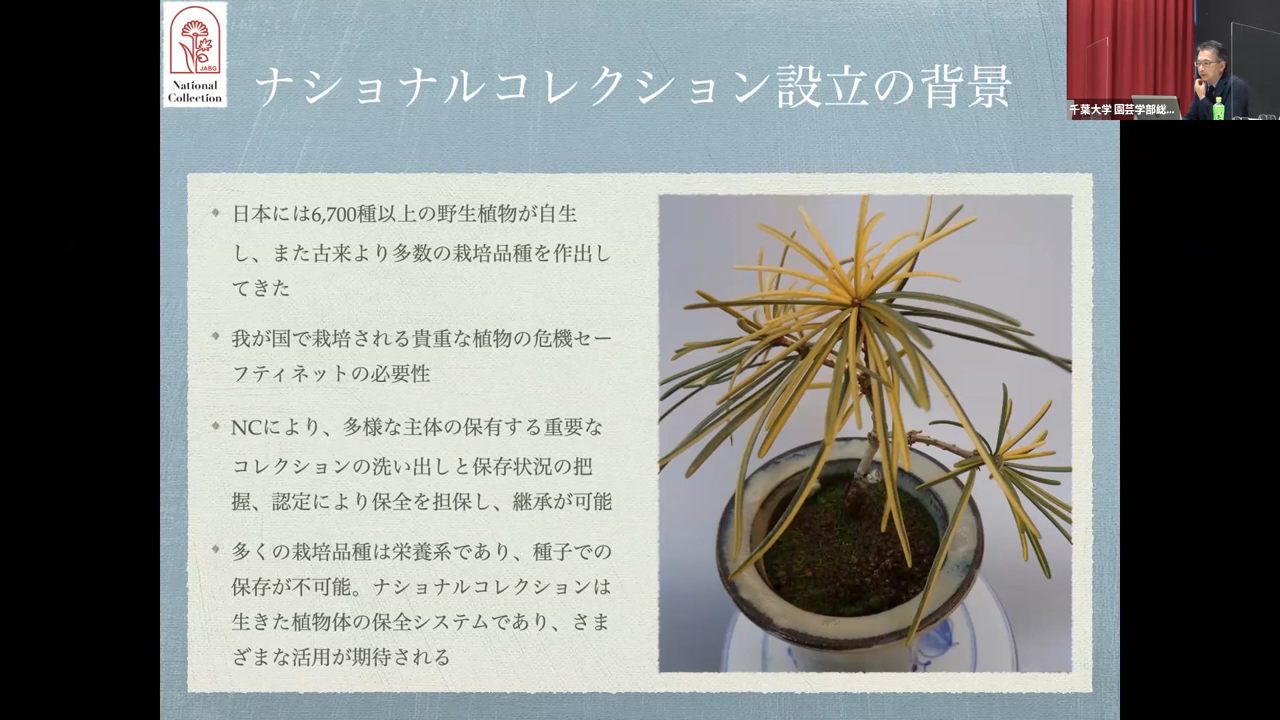 JABG
National
Collection
ナショナルコレクション設立の背景
千葉大学 園芸学部総...
日本には6,700種以上の野生植物が自生
し、また古来より多数の栽培品種を作出し
てきた
我が国で栽培される貴重な植物の危機セー
フティネットの必要性
NCにより、多様な主体の保有する重要な
コレクションの洗い出しと保存状況の把
握、認定により保全を担保し、継承が可能
多くの栽培品種は栄養系であり、種子での
保存が不可能。ナショナルコレクションは
生きた植物体の保全システムであり、さま
ざまな活用が期待される